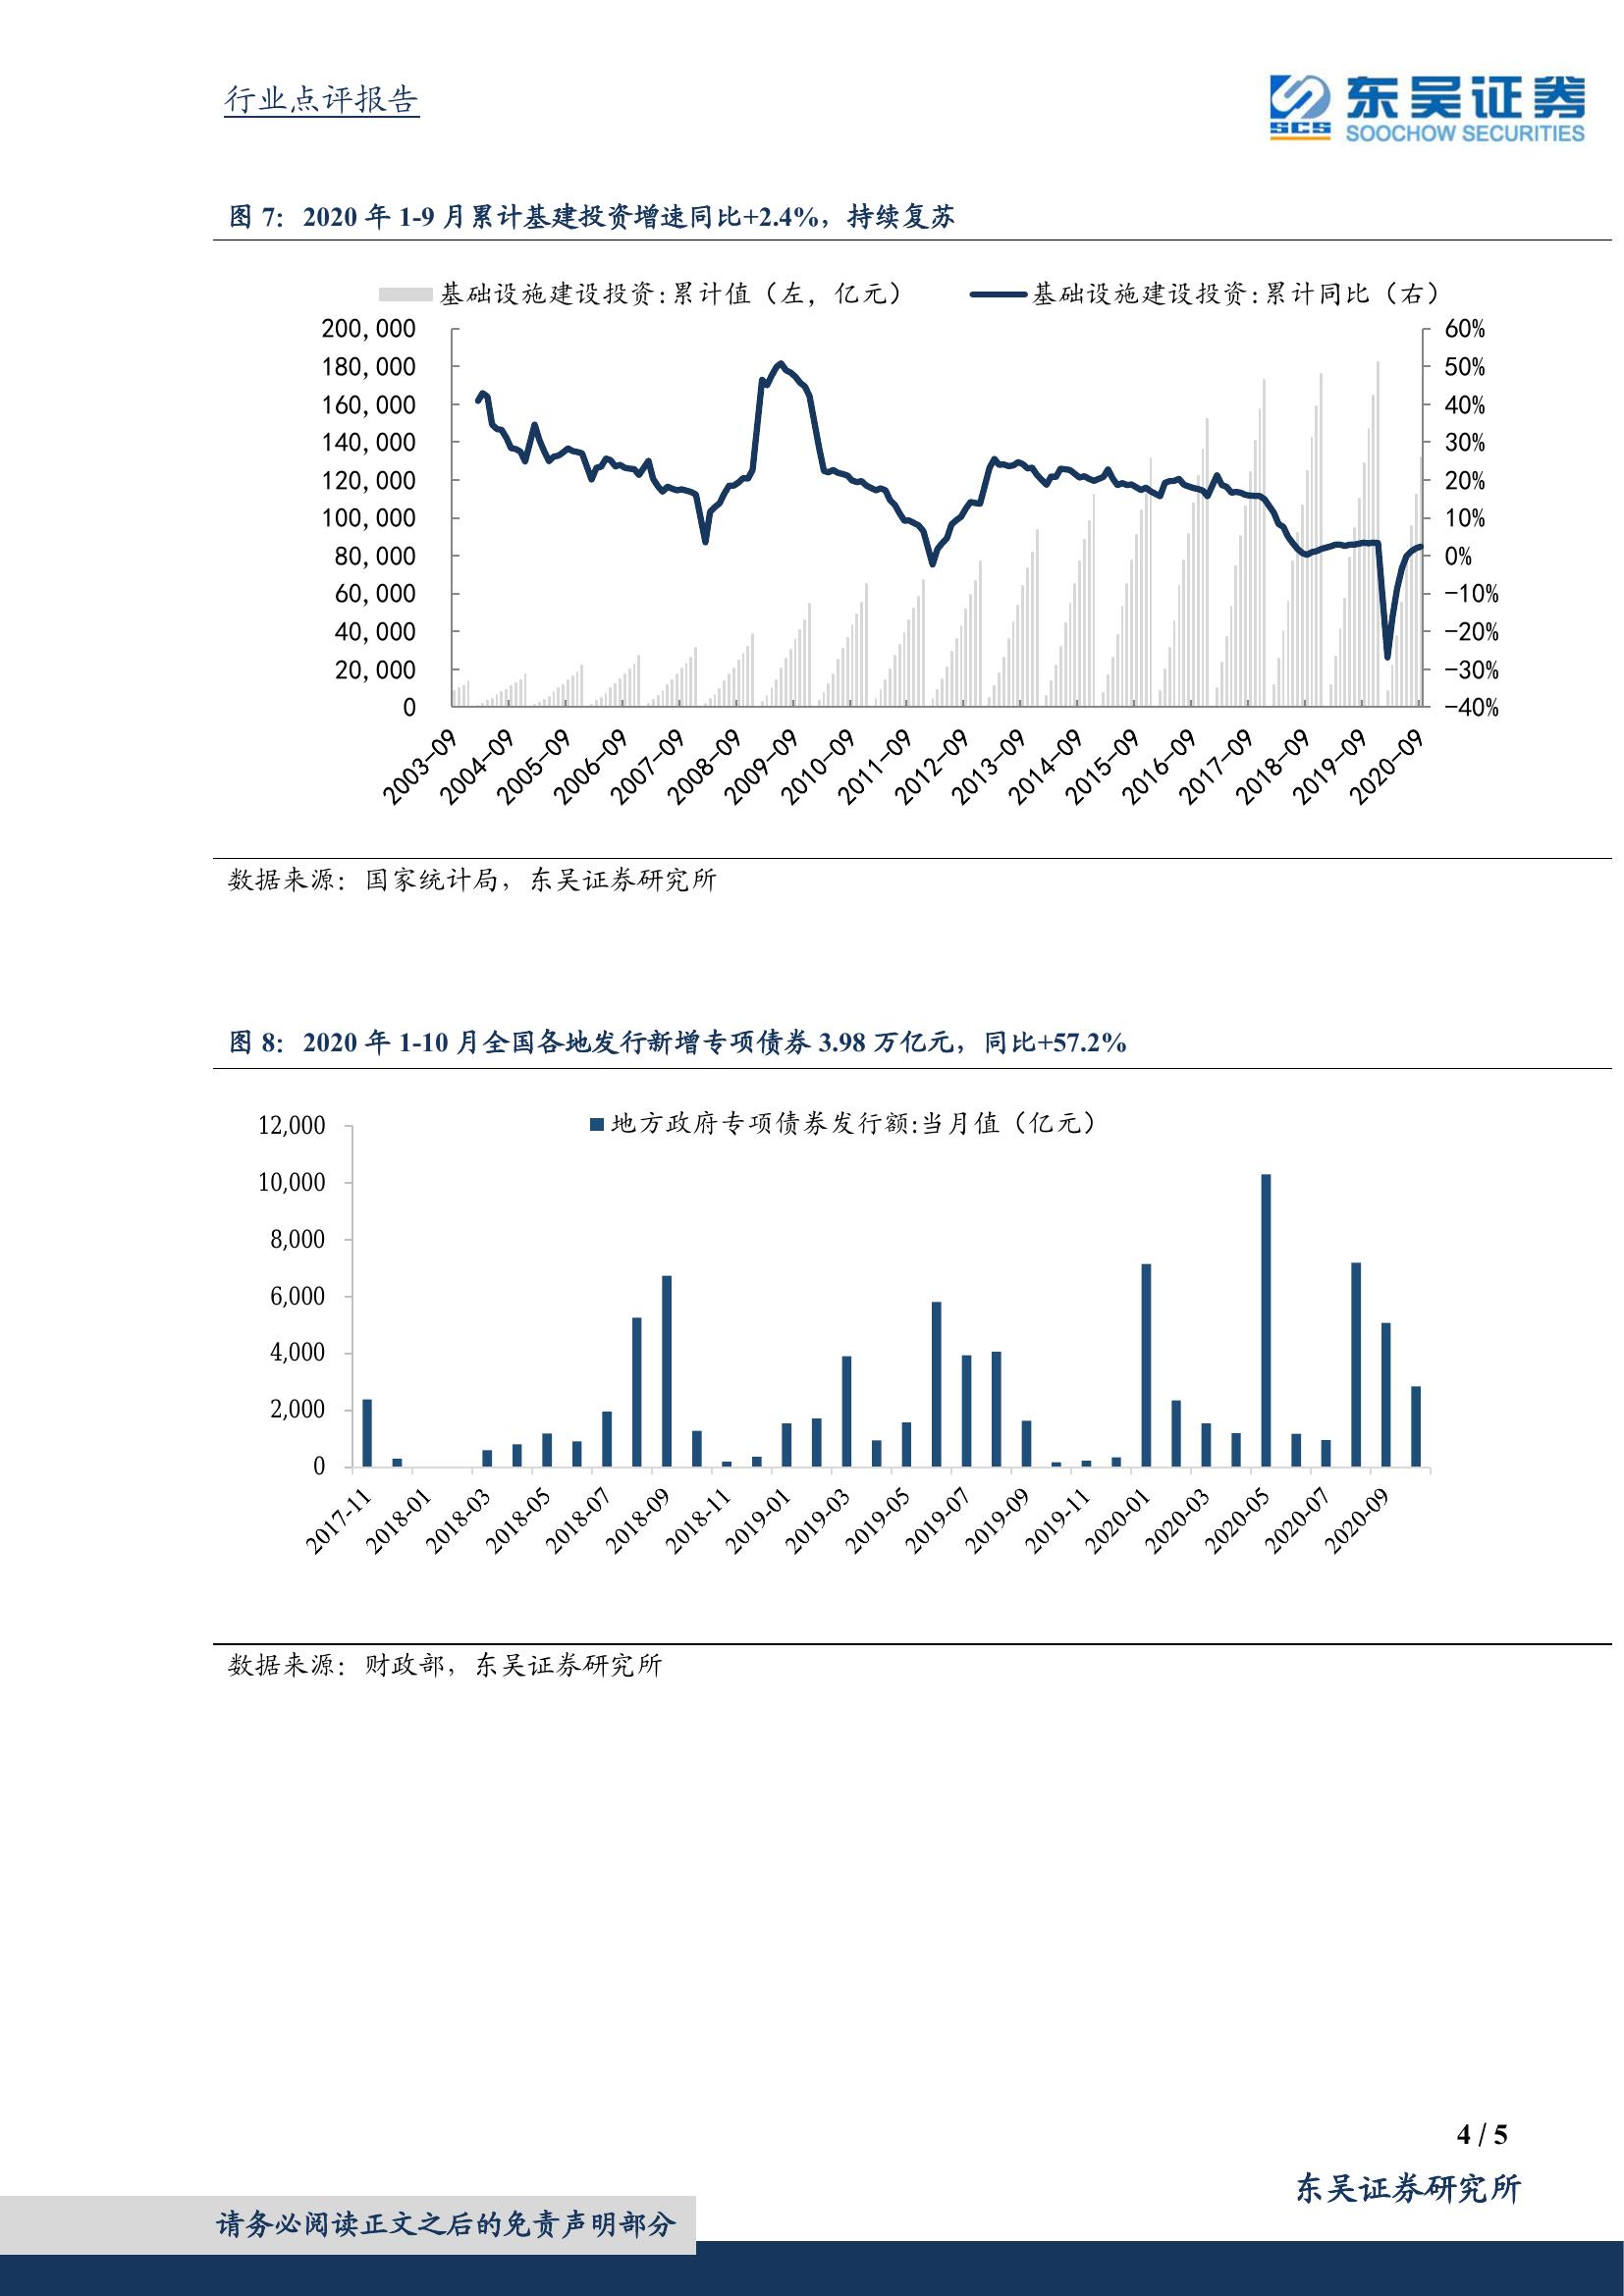 行业点评报告
东吴证券
SCS SOOCHOW SECURITIES
图 7： 2020 年 1-9 月累计基建投资增速同比+2.4%，持续复苏
基础设施建设投资:累计值（左，亿元） 基础设施建设投资:累计同比（右）
200,000 60%
180,000 50%
160,000 40%
140,000 30%
120,000 20%
100,000 10%
80,000 0%
60,000 -10%
40,000 -20%
20,000 -30%
0 -40%
2003-09 2004-09 2005-09 2006-09 2007-09 2008-09 2009-09 2010-09 2011-09 2012-09 2013-09 2014-09 2015-09 2016-09 2017-09 2018-09 2019-09 2020-09
数据来源：国家统计局，东吴证券研究所
图 8： 2020 年 1-10 月全国各地发行新增专项债券 3.98 万亿元，同比+57.2%
地方政府专项债券发行额:当月值（亿元）
12,000
10,000
8,000
6,000
4,000
2,000
0
2017-11 2018-01 2018-03 2018-05 2018-07 2018-09 2018-11 2019-01 2019-03 2019-05 2019-07 2019-09 2019-11 2020-01 2020-03 2020-05 2020-07 2020-09
数据来源：财政部，东吴证券研究所
4 / 5
东吴证券研究所
请务必阅读正文之后的免责声明部分